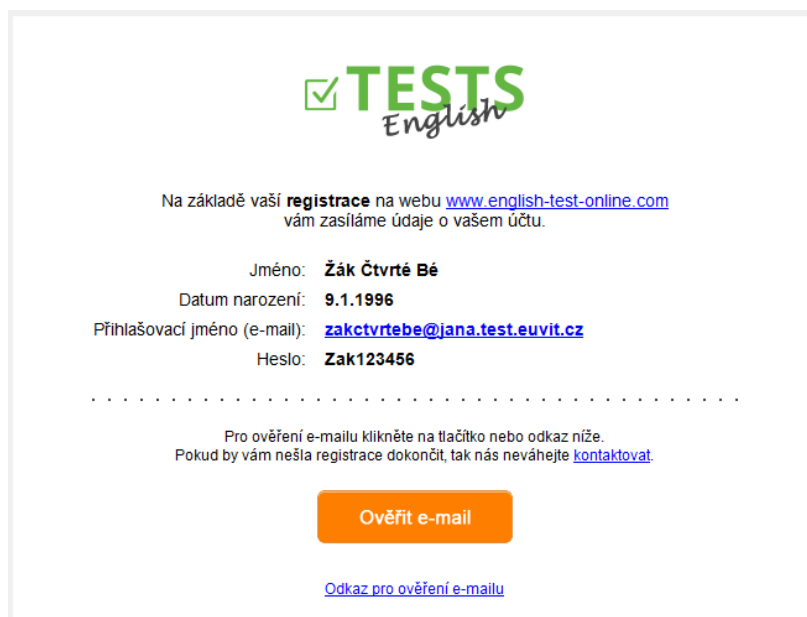 TESTS
English
Na základě vaší registrace na webu www.english-test-online.com
vám zasíláme údaje o vašem účtu.
Jméno: Žák Čtvrté Bé
Datum narození: 9.1.1996
Přihlašovací jméno (e-mail): zakctvrtebe@jana.test.euvit.cz
Heslo: Zak123456
Pro ověření e-mailu klikněte na tlačítko nebo odkaz níže.
Pokud by vám nešla registrace dokončit, tak nás neváhejte kontaktovat.
Ověřit e-mail
Odkaz pro ověření e-mailu